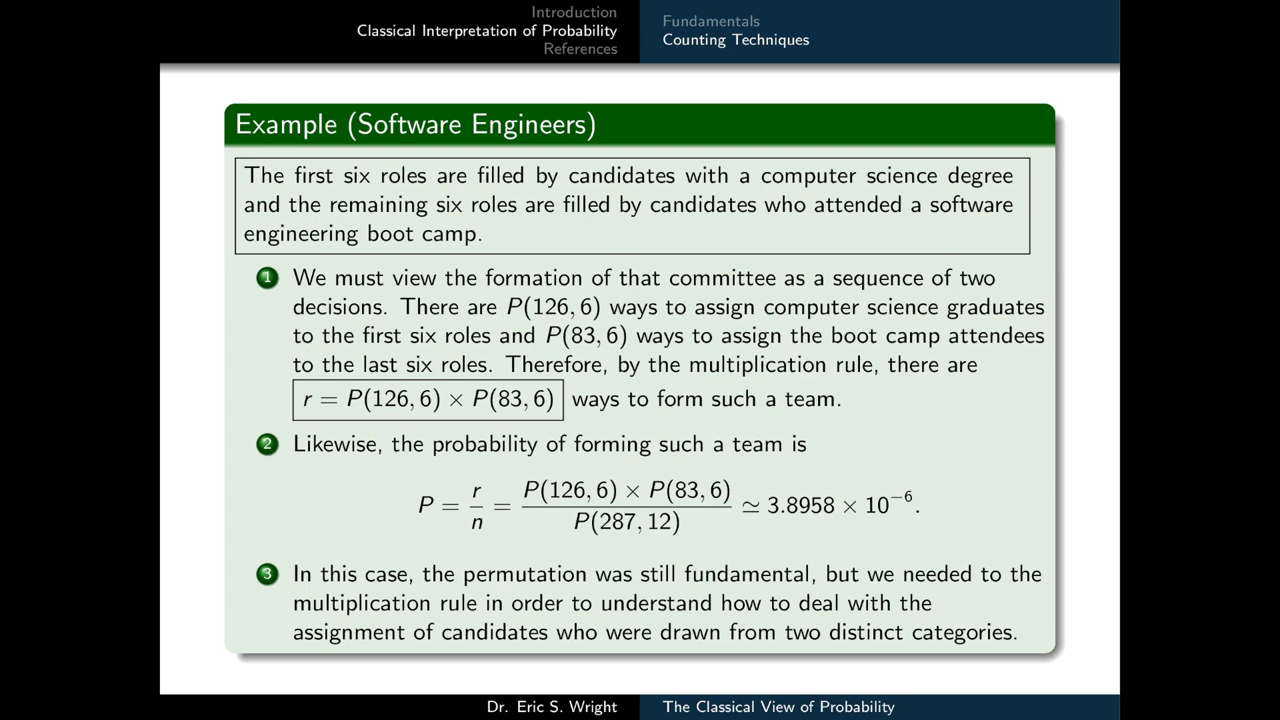 Introduction
Classical Interpretation of Probability
References
Fundamentals
Counting Techniques
Example (Software Engineers)
The first six roles are filled by candidates with a computer science degree
and the remaining six roles are filled by candidates who attended a software
engineering boot camp.
1 We must view the formation of that committee as a sequence of two
decisions. There are P(126, 6) ways to assign computer science graduates
to the first six roles and P(83, 6) ways to assign the boot camp attendees
to the last six roles. Therefore, by the multiplication rule, there are
r = P(126, 6) × P(83, 6) ways to form such a team.
2 Likewise, the probability of forming such a team is
P = r/n = P(126, 6) × P(83, 6) / P(287, 12) ≃ 3.8958 × 10⁻⁶.
3 In this case, the permutation was still fundamental, but we needed to the
multiplication rule in order to understand how to deal with the
assignment of candidates who were drawn from two distinct categories.
Dr. Eric S. Wright
The Classical View of Probability